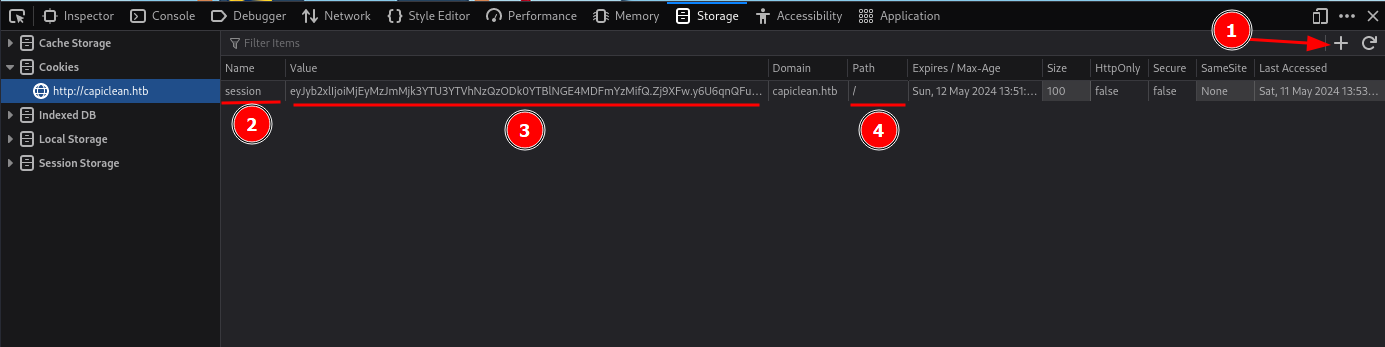 Inspector Console Debugger Network Style Editor Performance Memory Storage Accessibility Application
Cache Storage
Cookies
http://capiclean.htb
Indexed DB
Local Storage
Session Storage
Filter Items
1
Name Value Domain Path Expires / Max-Age Size HttpOnly Secure SameSite Last Accessed
session eyJyb2xlIjoiMjEyMzJmMjk3YTU3YTVhNzQzODk0YTBlNGE4MDFmYzMifQ.Zj9XFw.y6U6qnQFu... capiclean.htb / Sun, 12 May 2024 13:51:... 100 false false None Sat, 11 May 2024 13:53...
2 3 4